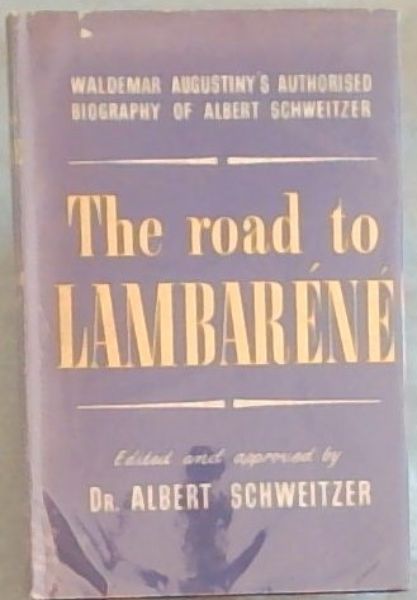 WALDEMAR AUGUSTINY'S AUTHORISED
BIOGRAPHY OF ALBERT SCHWEITZER
The road to
LAMBARÉNÉ
Edited and approved by
DR. ALBERT SCHWEITZER